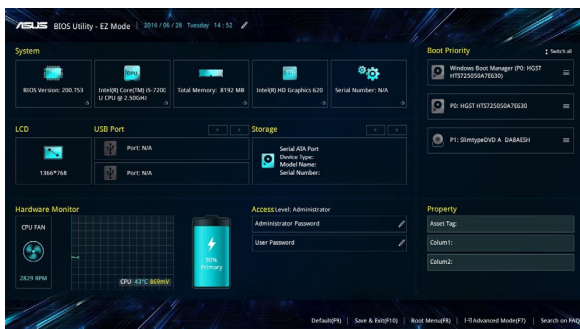 ASUS BIOS Utility - EZ Mode 2016/06/28 Tuesday 14:52
System
BIOS Version: 200.T53
CPU
Intel(R) Core(TM) i5-7200
U CPU @ 2.50GHz
Total Memory: 8192 MB
Intel(R) HD Graphics 620
Serial Number: N/A
Boot Priority
Switch all
Windows Boot Manager (P0: HGST
HTS725050A7E630)
P0: HGST HTS725050A7E630
P1: SlimtypeDVD A DA8AESH
LCD
1366*768
USB Port
Port: N/A
Port: N/A
Storage
Serial ATA Port
Device Type:
Model Name:
Serial Number:
Hardware Monitor
CPU FAN
2829 RPM
CPU 43°C 869mV
90%
Primary
Access Level: Administrator
Administrator Password
User Password
Property
Asset Tag:
Colum1:
Colum2:
Default(F9) | Save & Exit(F10) | Boot Menu(F8) | Advanced Mode(F7) | Search on FAQ